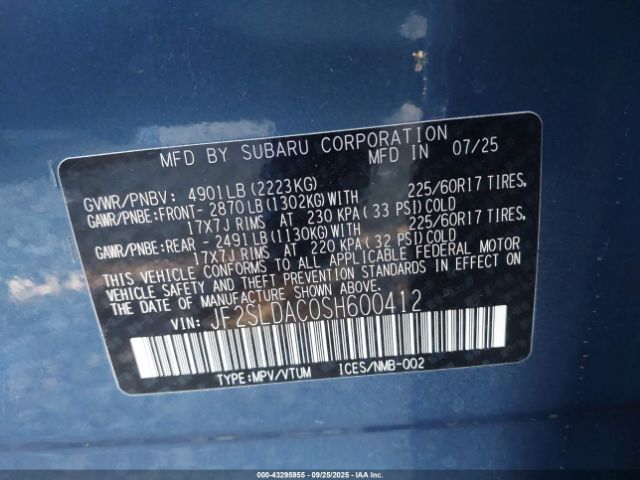 MFD BY SUBARU CORPORATION
MFD IN 07/25
GVWR/PNBV: 4901LB (2223KG)
GAWR/PNBE:FRONT- 2870LB (1302KG)WITH 225/60R17 TIRES,
17X7J RIMS AT 230 KPA (33 PSI) COLD
GAWR/PNBE:REAR - 2491LB (1130KG)WITH 225/60R17 TIRES,
17X7J RIMS AT 220 KPA (32 PSI) COLD
THIS VEHICLE CONFORMS TO ALL APPLICABLE FEDERAL MOTOR
VEHICLE SAFETY AND THEFT PREVENTION STANDARDS IN EFFECT ON
THE DATE OF MANUFACTURE SHOWN ABOVE.
VIN: JF2SLDAC0SH600412
TYPE:MPV/VTUM ICES/NMB-002
000-43295955 - 09/25/2025 - IAA, Inc.